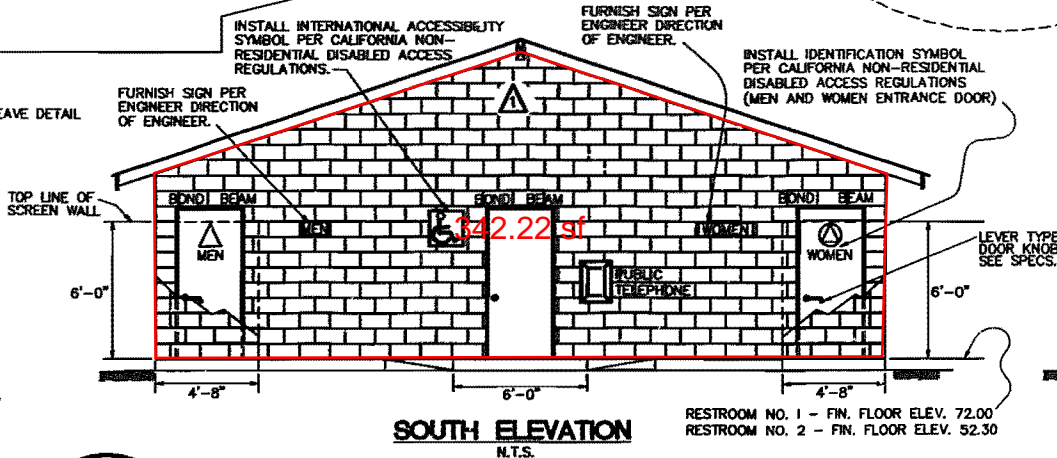 INSTALL INTERNATIONAL ACCESSIBILITY
SYMBOL PER CALIFORNIA NON-
RESIDENTIAL DISABLED ACCESS
REGULATIONS.
FURNISH SIGN PER
ENGINEER DIRECTION
OF ENGINEER.
INSTALL IDENTIFICATION SYMBOL
PER CALIFORNIA NON-RESIDENTIAL
DISABLED ACCESS REGULATIONS
(MEN AND WOMEN ENTRANCE DOOR)
EAVE DETAIL
FURNISH SIGN PER
ENGINEER DIRECTION
OF ENGINEER.
1
TOP LINE OF
SCREEN WALL
BOND BEAM
BOND BEAM
BOND BEAM
MEN
342.22 sf
WOMEN
MEN
WOMEN
LEVER TYPE
DOOR KNOB
SEE SPECS.
PUBLIC
TELEPHONE
6'-0"
6'-0"
4'-8"
6'-0"
4'-8"
SOUTH ELEVATION
N.T.S.
RESTROOM NO. 1 - FIN. FLOOR ELEV. 72.00
RESTROOM NO. 2 - FIN. FLOOR ELEV. 52.30